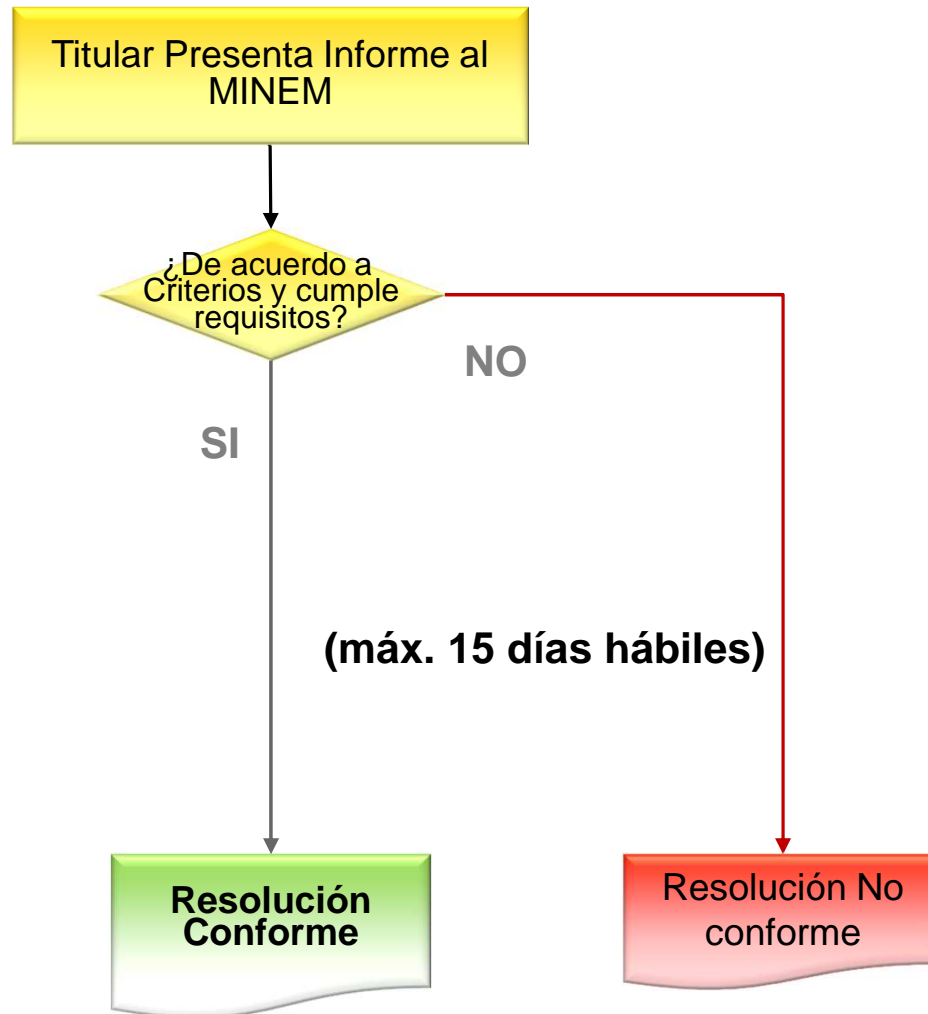 Titular Presenta Informe al
MINEM
¿De acuerdo a
Criterios y cumple
requisitos?
NO
SI
(máx. 15 días hábiles)
Resolución
Conforme
Resolución No
conforme